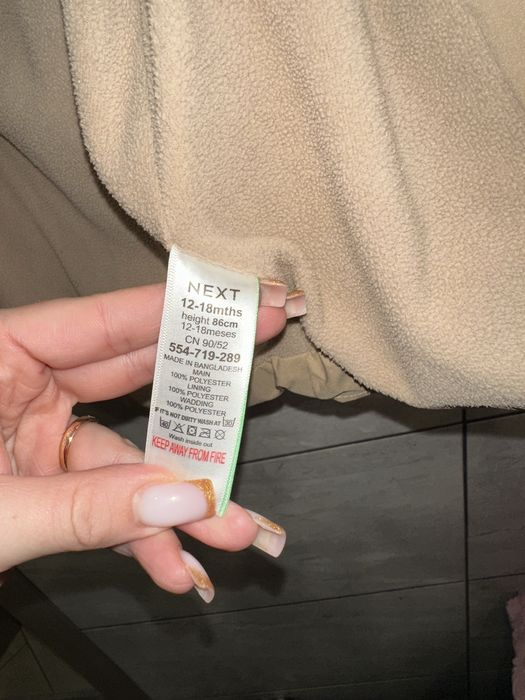 NEXT
12-18mths
height 86cm
12-18meses
CN 90/52
554-719-289
MADE IN BANGLADESH
MAIN
100% POLYESTER
LINING
100% POLYESTER
WADDING
100% POLYESTER
IF IT'S NOT DIRTY WASH AT 30
30
Wash inside out
KEEP AWAY FROM FIRE